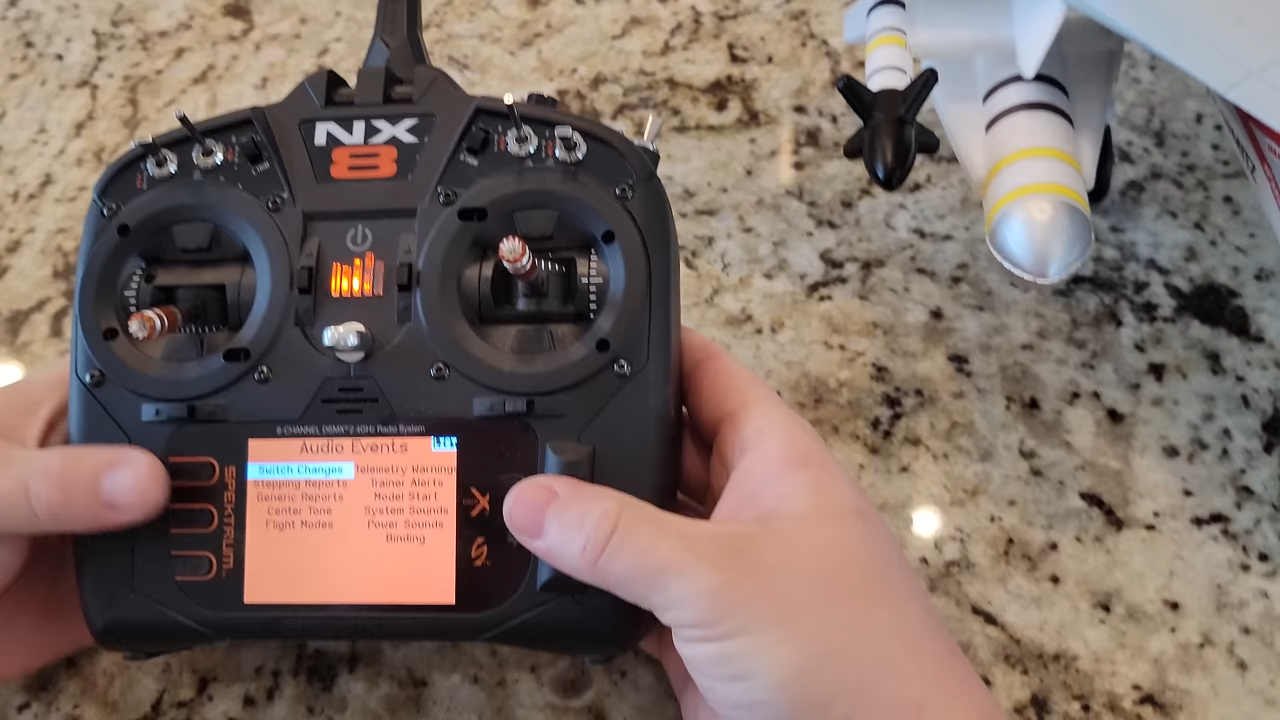 NX
8
8-CHANNEL DSMX 2.4GHz Radio System
Audio Events
Switch Changes
Telemetry Warnings
Stepping Reports
Trainer Alerts
Generic Reports
Model Start
Center Tone
System Sounds
Flight Modes
Power Sounds
Binding
SPEKTRUM